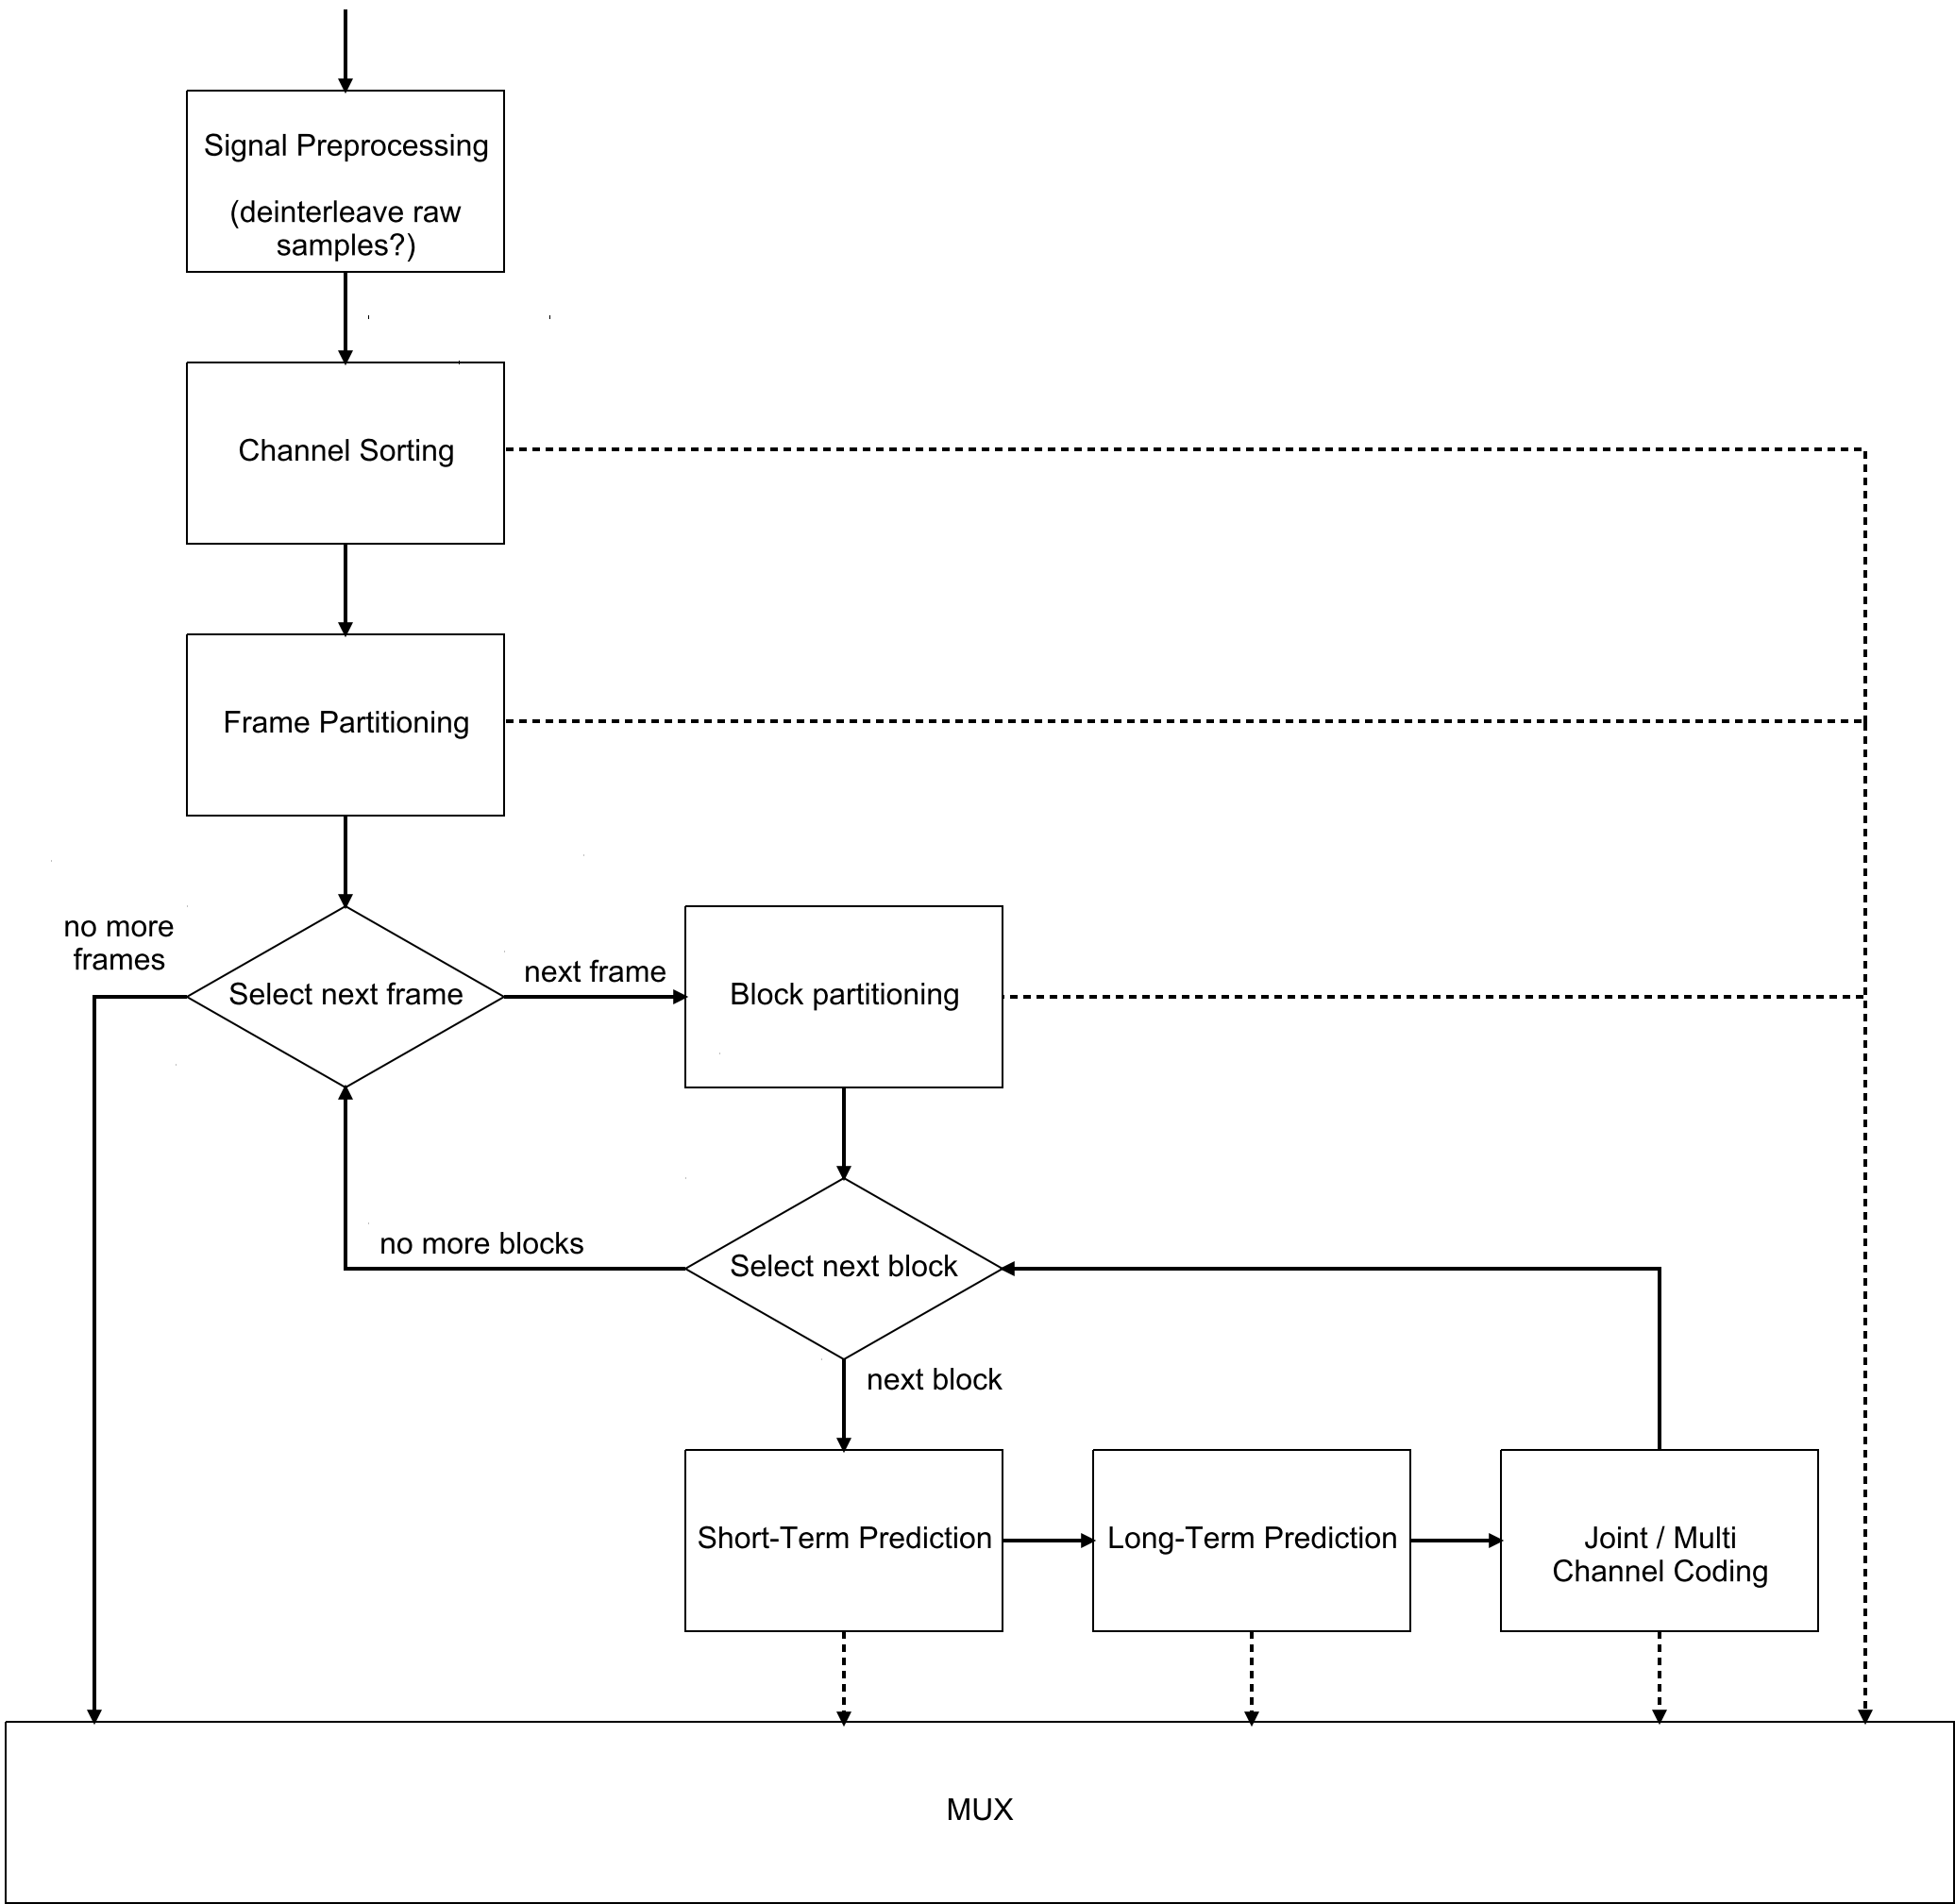 Signal Preprocessing
(deinterleave raw
samples?)
Channel Sorting
Frame Partitioning
no more
frames
Select next frame
next frame
Block partitioning
no more blocks
Select next block
next block
Short-Term Prediction
Long-Term Prediction
Joint / Multi
Channel Coding
MUX